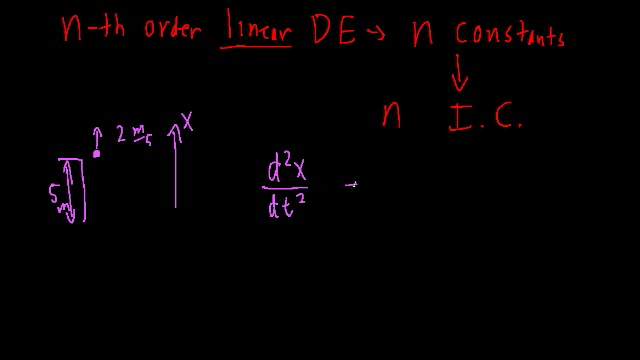 n-th order linear DE → n constants
↓
n I.C.
2 m/s
x
5 m
d²x/dt²